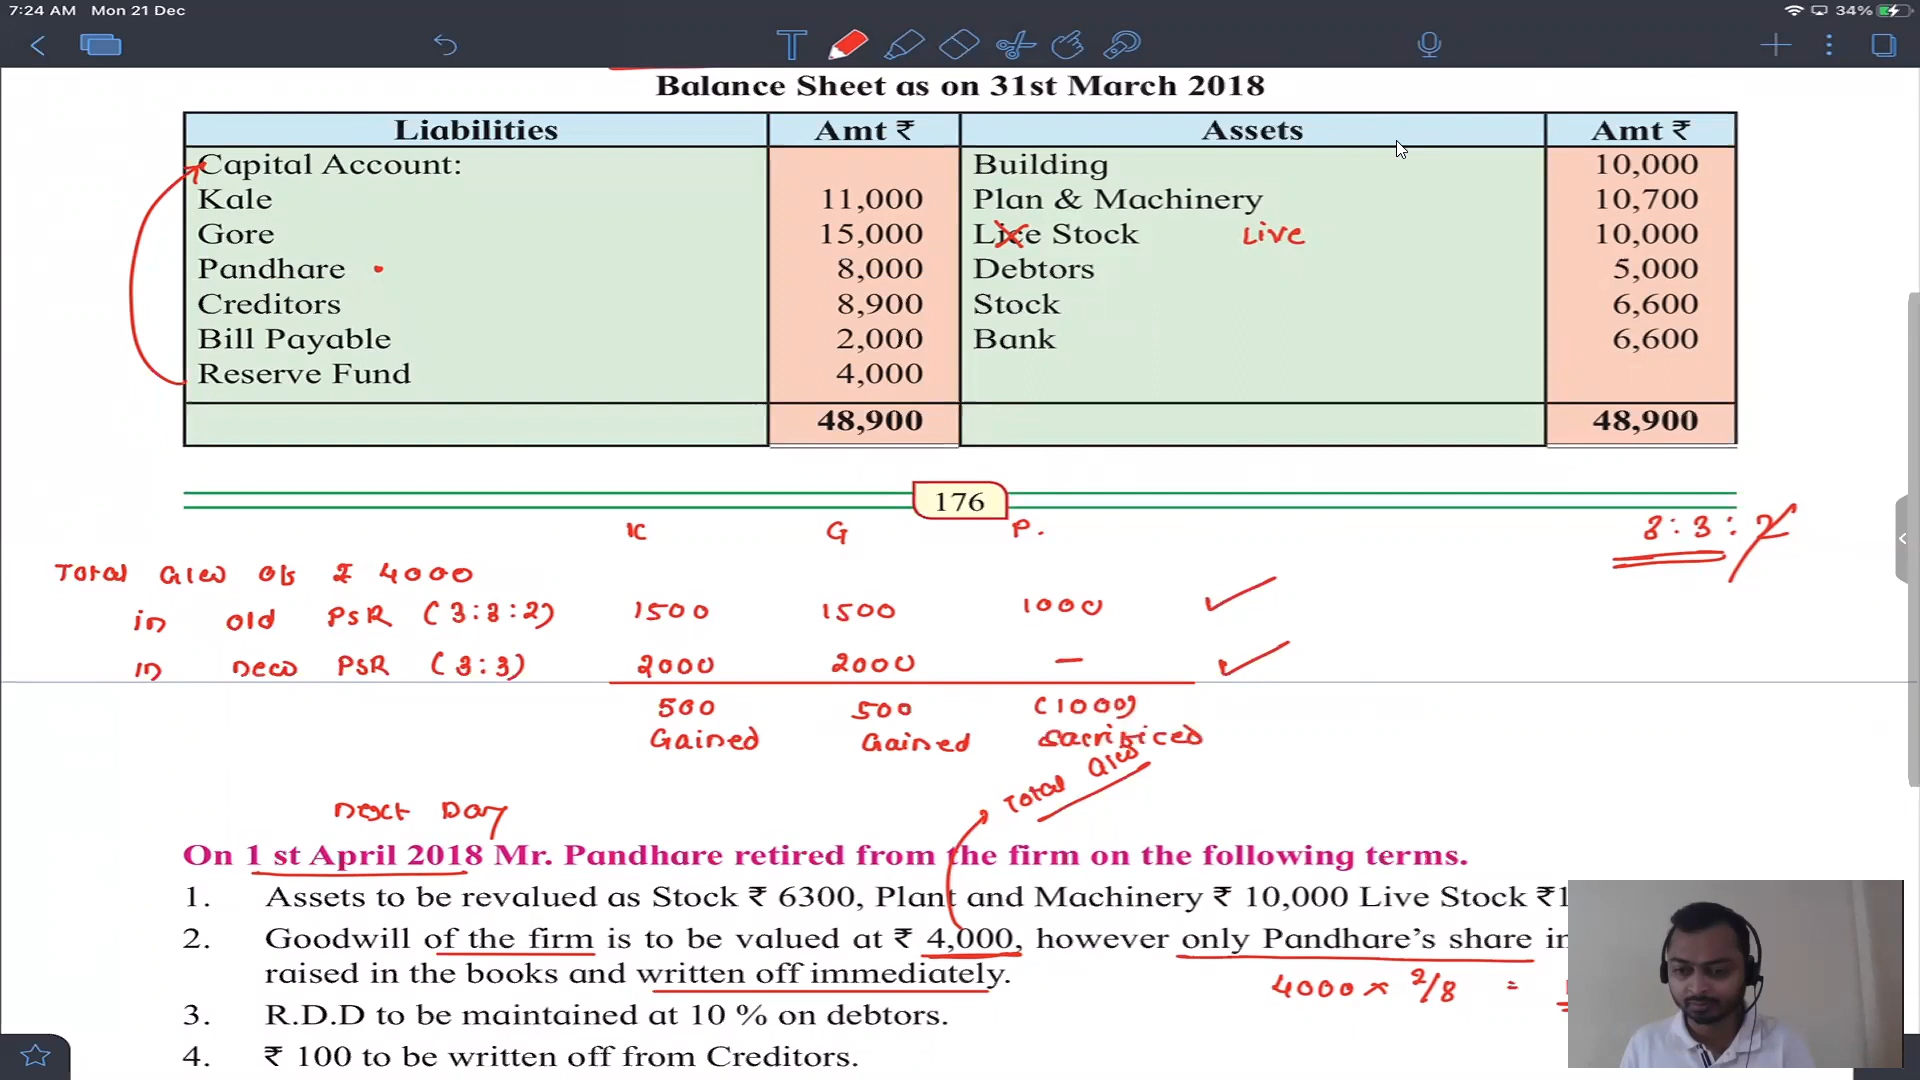 7:24 AM Mon 21 Dec
34%
Balance Sheet as on 31st March 2018
Liabilities Amt ₹ Assets Amt ₹
Capital Account: Building 10,000
Kale 11,000 Plan & Machinery 10,700
Gore 15,000 Lice Stock Live 10,000
Pandhare 8,000 Debtors 5,000
Creditors 8,900 Stock 6,600
Bill Payable 2,000 Bank 6,600
Reserve Fund 4,000
48,900 48,900
176
K G P.
3:3:2
Total G/w of ₹ 4000
in old PSR (3:3:2) 1500 1500 1000
in new PSR (3:3) 2000 2000 —
500 500 (1000)
Gained Gained Sacrificed
Total G/w
Next Day
On 1 st April 2018 Mr. Pandhare retired from the firm on the following terms.
1. Assets to be revalued as Stock ₹ 6300, Plant and Machinery ₹ 10,000 Live Stock ₹1
2. Goodwill of the firm is to be valued at ₹ 4,000, however only Pandhare's share in
raised in the books and written off immediately.
4000 × 2/8 =
3. R.D.D to be maintained at 10 % on debtors.
4. ₹ 100 to be written off from Creditors.